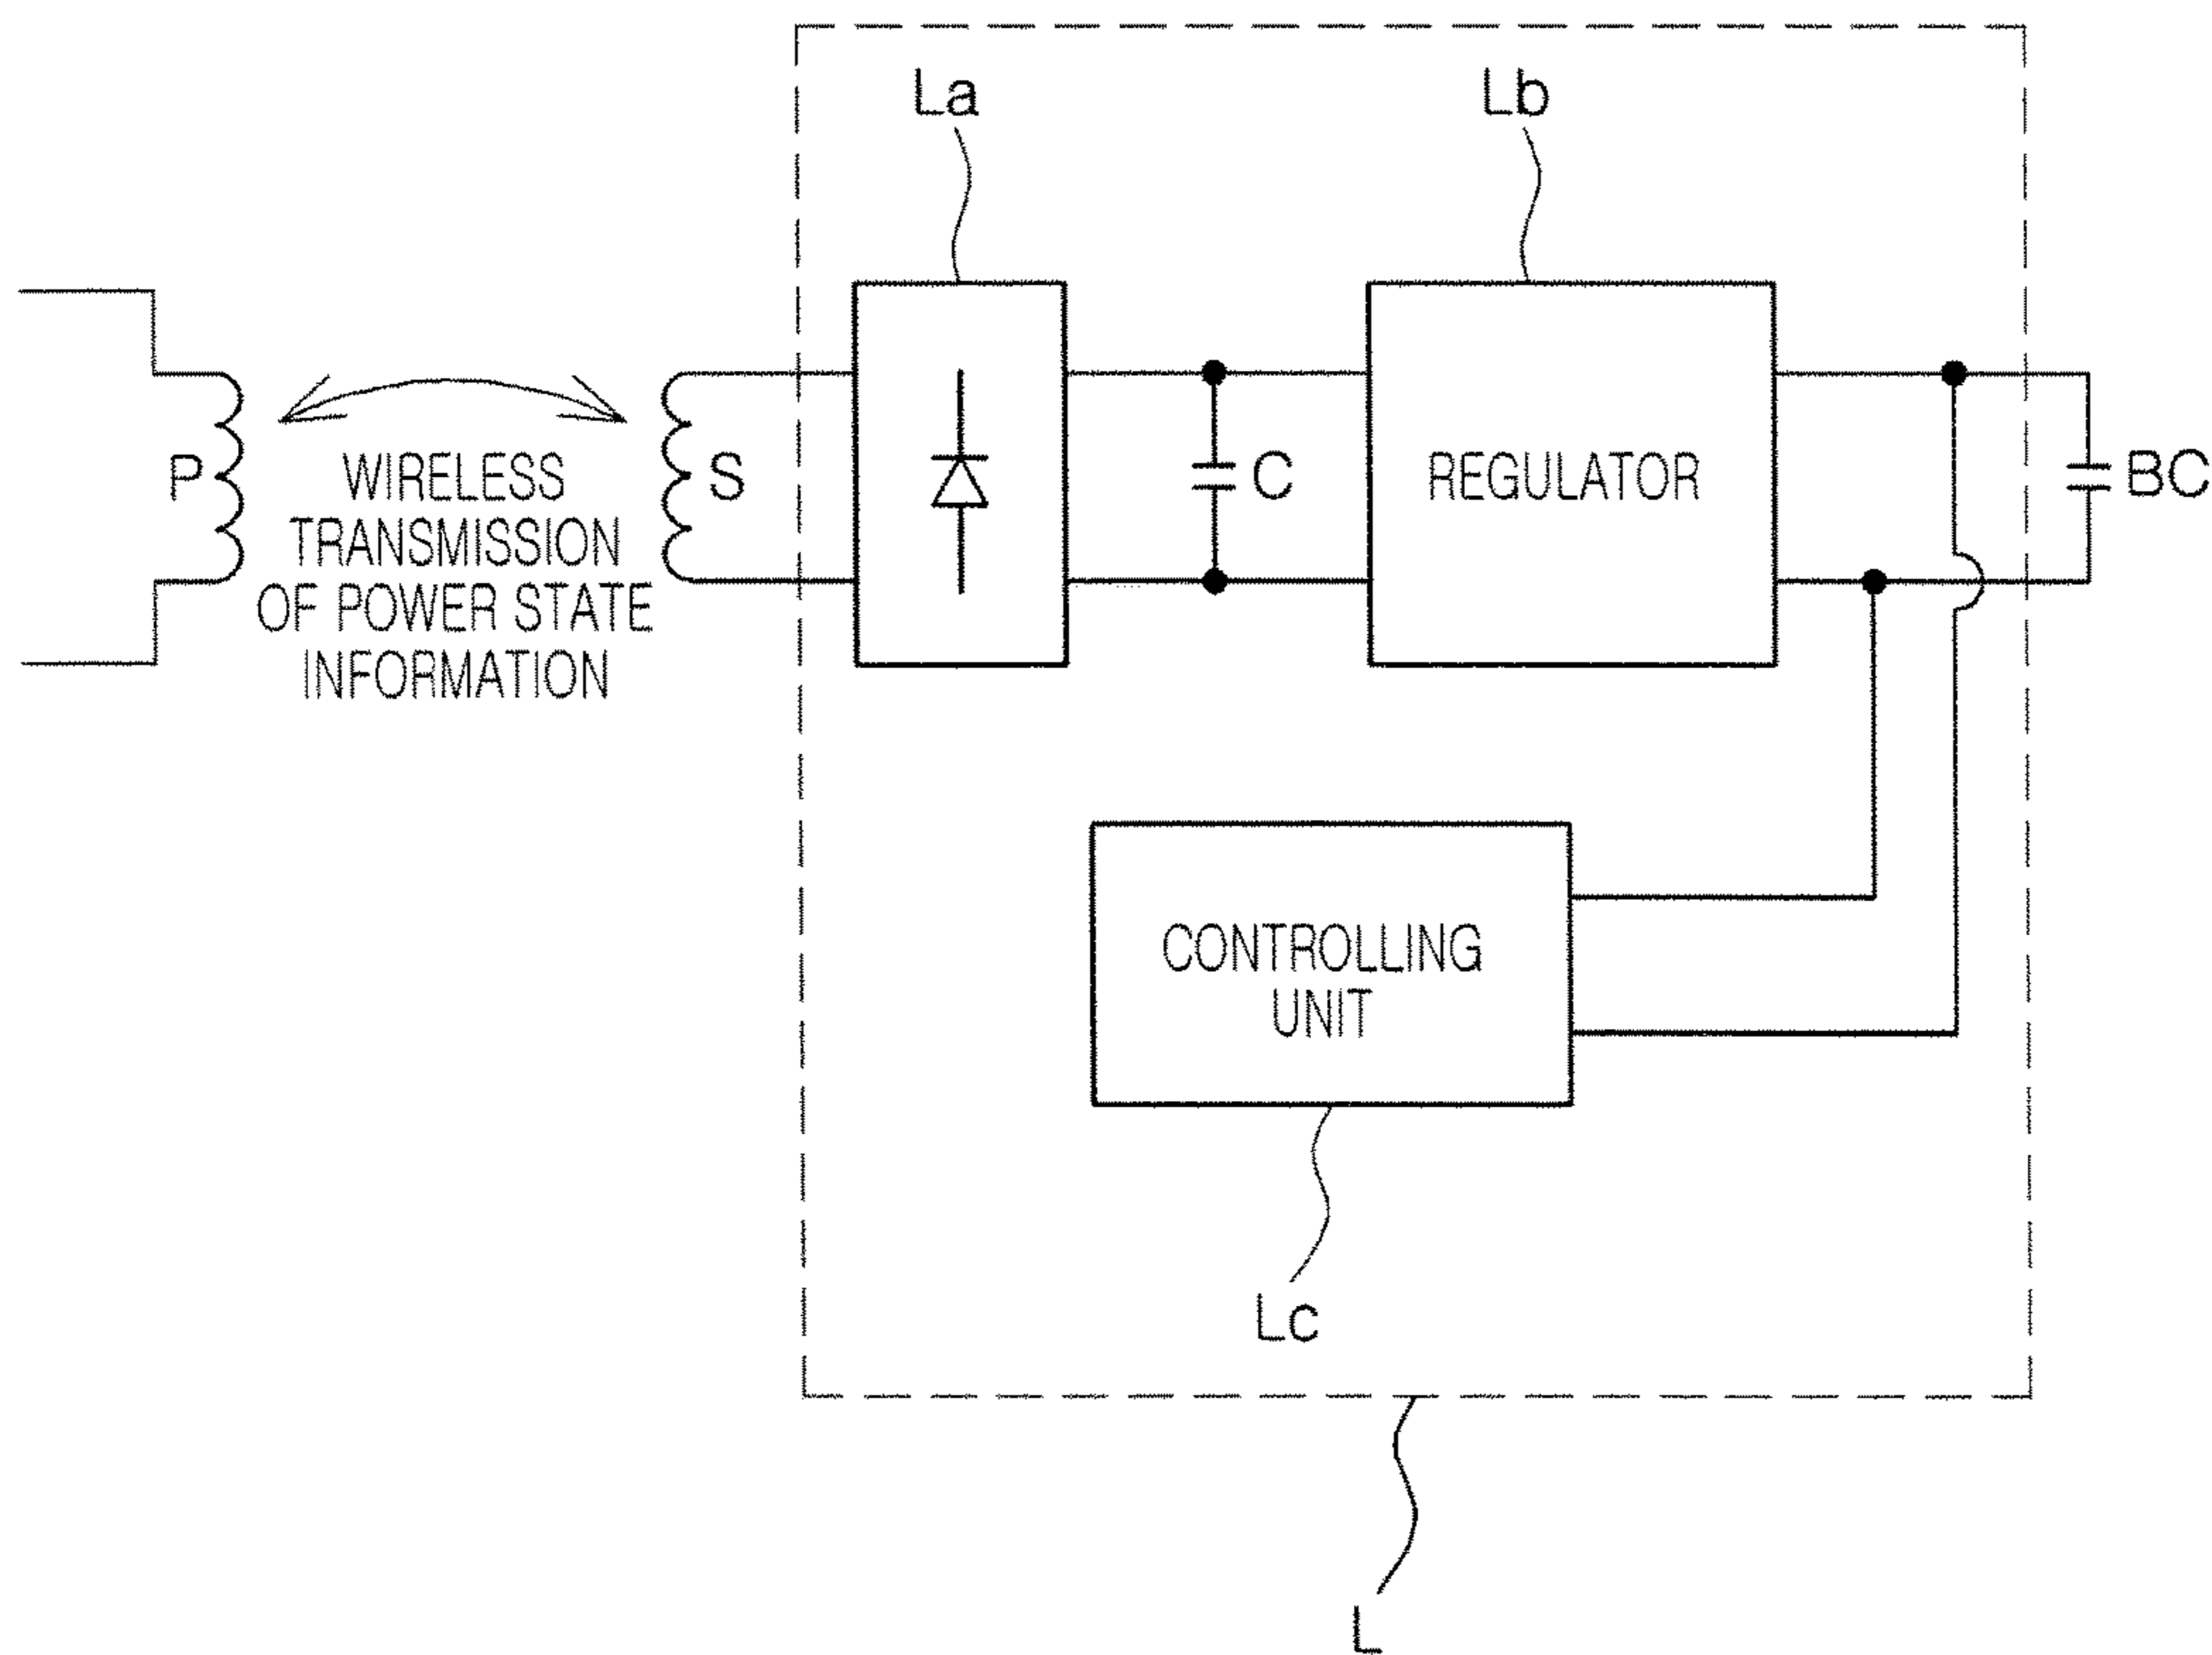 La
Lb
P
WIRELESS
TRANSMISSION
OF POWER STATE
INFORMATION
S
C
REGULATOR
BC
CONTROLLING
UNIT
Lc
L